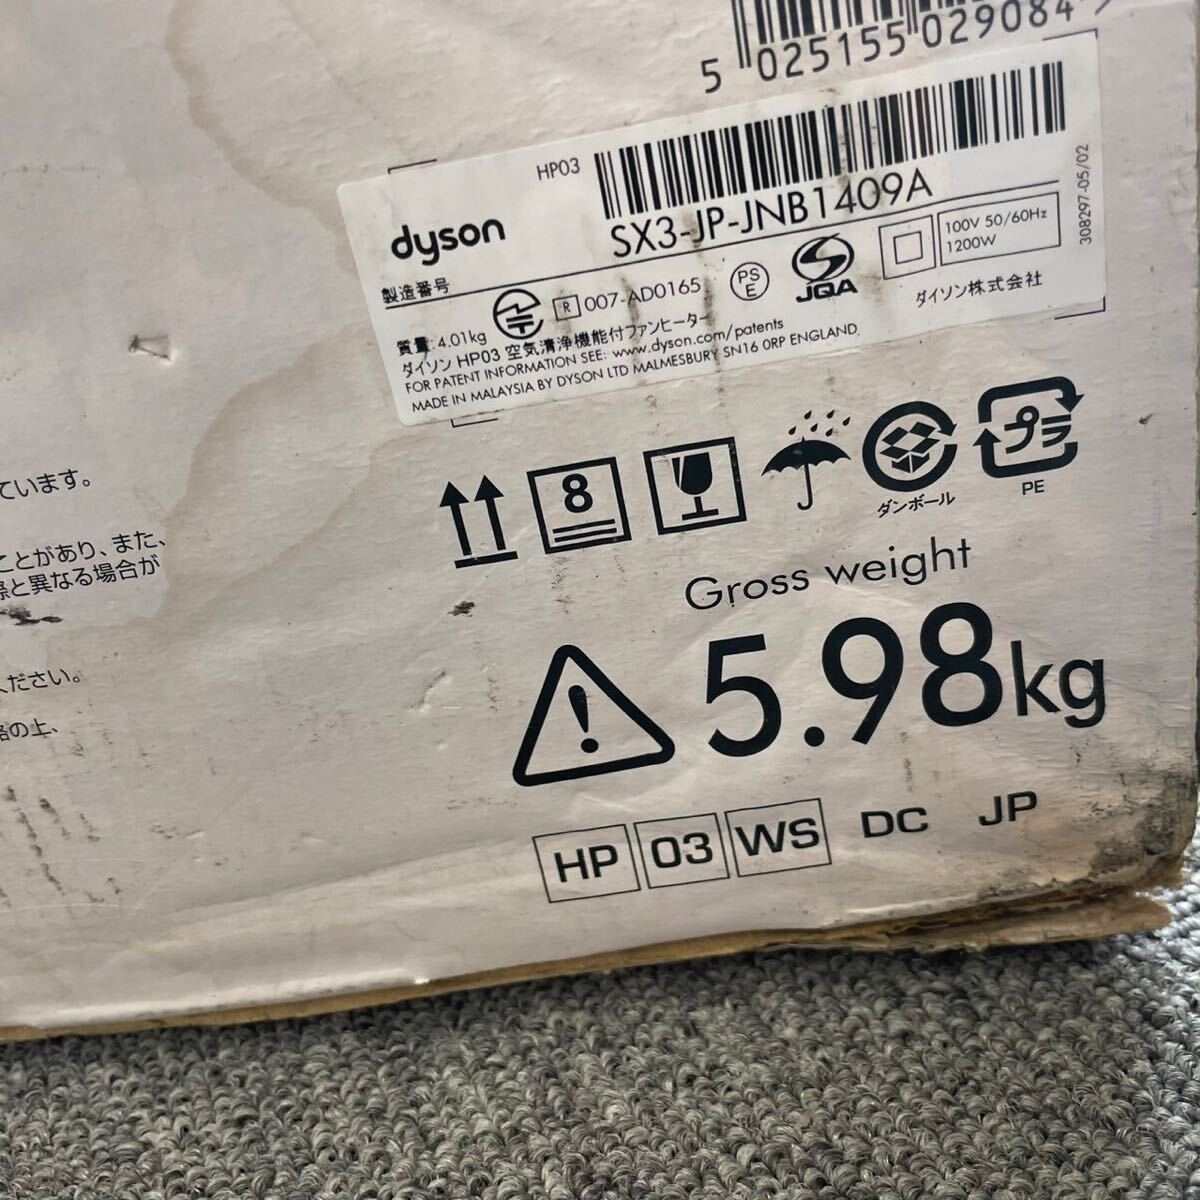 5 025155 029084
HP03
SX3-JP-JNB1409A
dyson
製造番号
R 007-AD0165
PS E
JQA
100V 50/60Hz
1200W
308297-05/02
質量: 4.01kg
ダイソン株式会社
ダイソン HP03 空気清浄機能付ファンヒーター
FOR PATENT INFORMATION SEE: www.dyson.com/patents
MADE IN MALAYSIA BY DYSON LTD MALMESBURY SN16 0RP ENGLAND
ています。
ことがあり、また、
と異なる場合が
ください。
の上、
8
ダンボール
プラ
PE
Gross weight
5.98kg
HP 03 WS DC JP